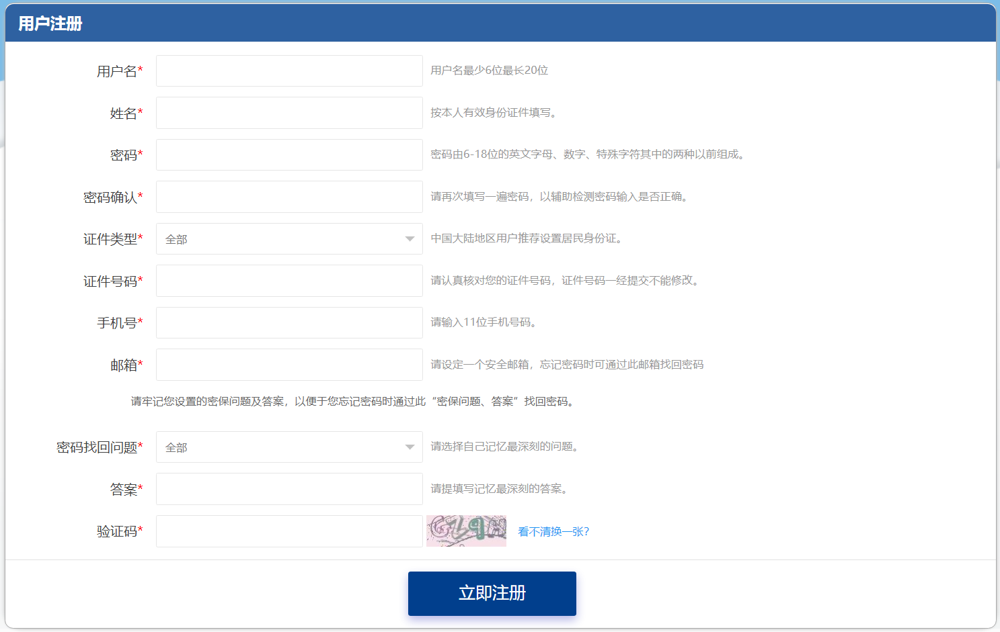 用户注册
用户名* 用户名最少6位最长20位
姓名* 按本人有效身份证件填写。
密码* 密码由6-18位的英文字母、数字、特殊字符其中的两种以前组成。
密码确认* 请再次填写一遍密码，以辅助检测密码输入是否正确。
证件类型* 全部 中国大陆地区用户推荐设置居民身份证。
证件号码* 请认真核对您的证件号码，证件号码一经提交不能修改。
手机号* 请输入11位手机号码。
邮箱* 请设定一个安全邮箱，忘记密码时可通过此邮箱找回密码
请牢记您设置的密保问题及答案，以便于您忘记密码时通过此“密保问题、答案”找回密码。
密码找回问题* 全部 请选择自己记忆最深刻的问题。
答案* 请提填写记忆最深刻的答案。
验证码* 看不清换一张?
立即注册